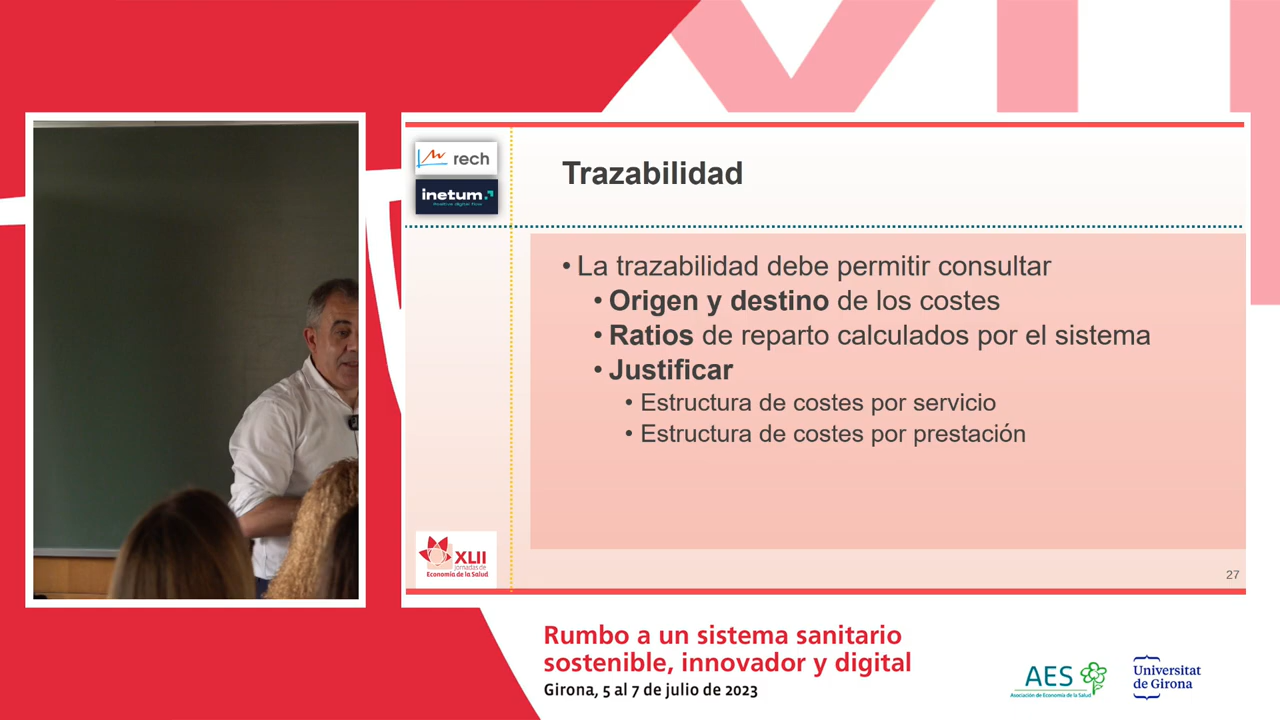 rech
inetum.
Trazabilidad
• La trazabilidad debe permitir consultar
• Origen y destino de los costes
• Ratios de reparto calculados por el sistema
• Justificar
• Estructura de costes por servicio
• Estructura de costes por prestación
XLII
Jornadas de
Economía de la Salud
27
Rumbo a un sistema sanitario
sostenible, innovador y digital
Girona, 5 al 7 de julio de 2023
AES
Asociación de Economía de la Salud
Universitat
de Girona